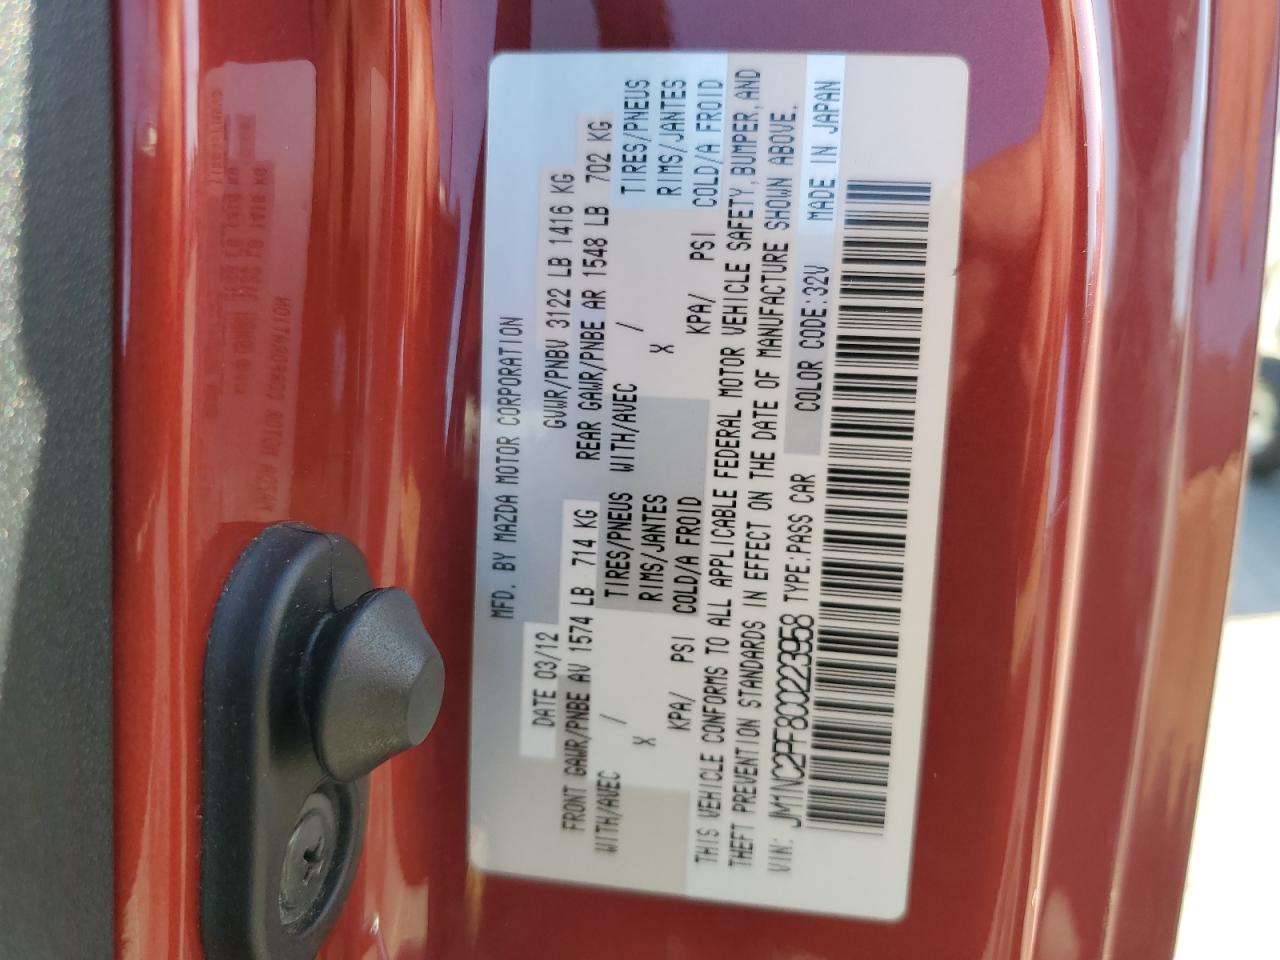 MFD. BY MAZDA MOTOR CORPORATION
DATE 03/12 GVWR/PNBV 3122 LB 1416 KG
FRONT GAWR/PNBE AV 1574 LB 714 KG REAR GAWR/PNBE AR 1548 LB 702 KG
WITH/AVEC / TIRES/PNEUS WITH/AVEC / TIRES/PNEUS
X RIMS/JANTES X RIMS/JANTES
KPA/ PSI COLD/A FROID KPA/ PSI COLD/A FROID
THIS VEHICLE CONFORMS TO ALL APPLICABLE FEDERAL MOTOR VEHICLE SAFETY, BUMPER, AND
THEFT PREVENTION STANDARDS IN EFFECT ON THE DATE OF MANUFACTURE SHOWN ABOVE.
VIN: JM1NC2PF8C0223958 TYPE:PASS CAR COLOR CODE:32V MADE IN JAPAN